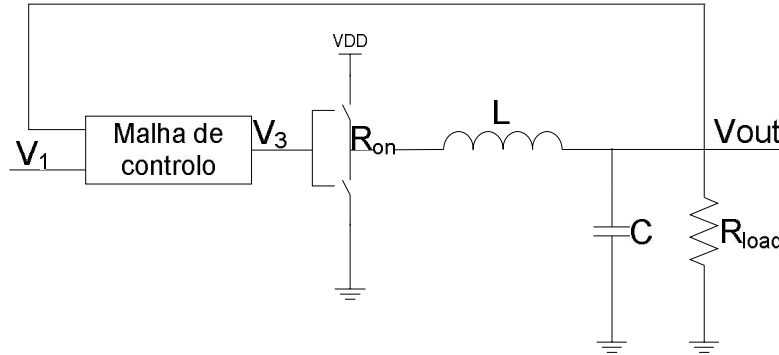 VDD
L
Malha de
controlo
V3
Ron
Vout
V1
C
Rload